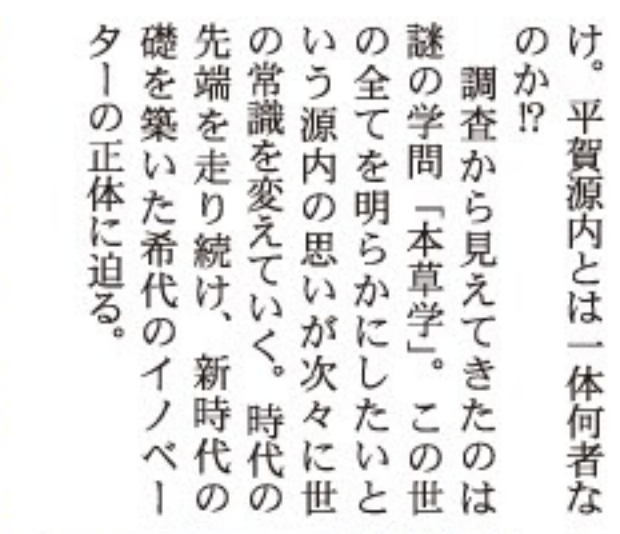 け。平賀源内とは一体何者な
のか!?
　調査から見えてきたのは
謎の学問「本草学」。この世
の全てを明らかにしたいと
いう源内の思いが次々に世
の常識を変えていく。時代の
先端を走り続け、新時代の
礎を築いた希代のイノベー
ターの正体に迫る。